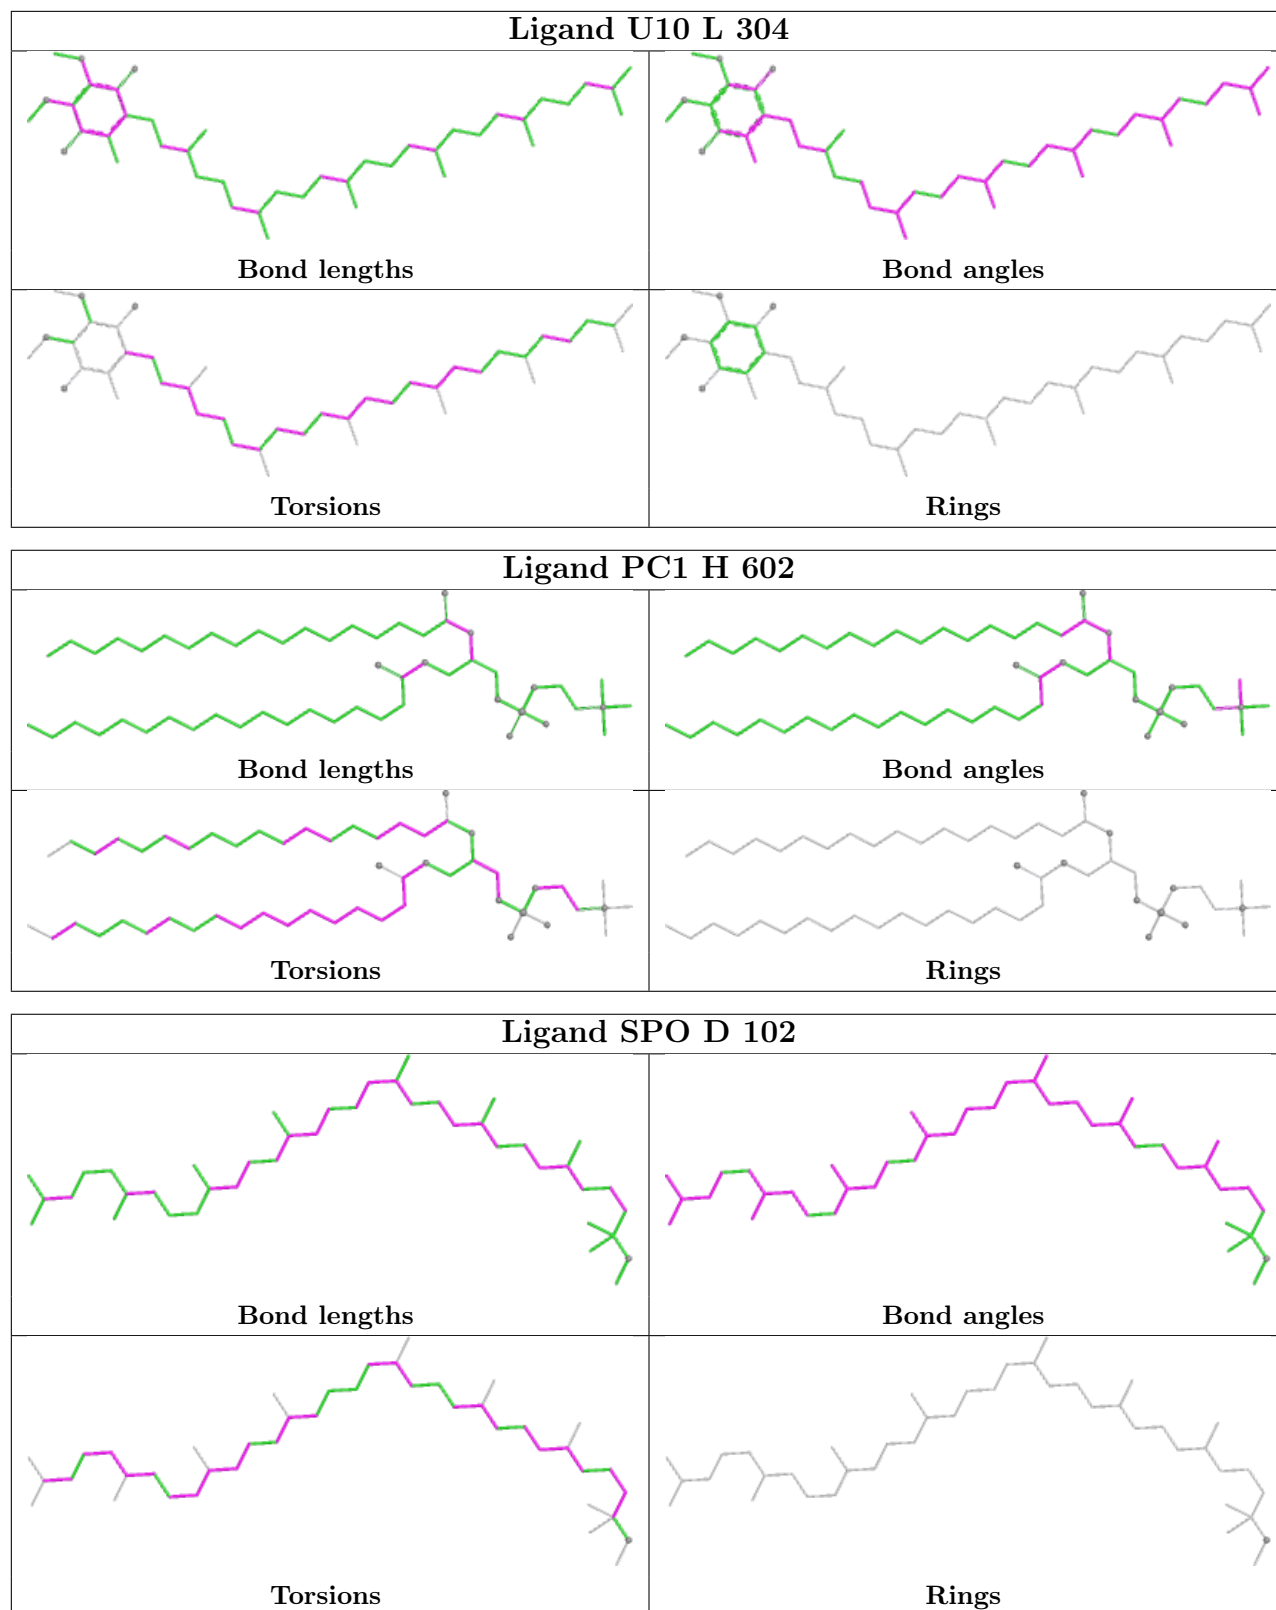 Ligand U10 L 304
Bond lengths
Bond angles
Torsions
Rings
Ligand PC1 H 602
Bond lengths
Bond angles
Torsions
Rings
Ligand SPO D 102
Bond lengths
Bond angles
Torsions
Rings